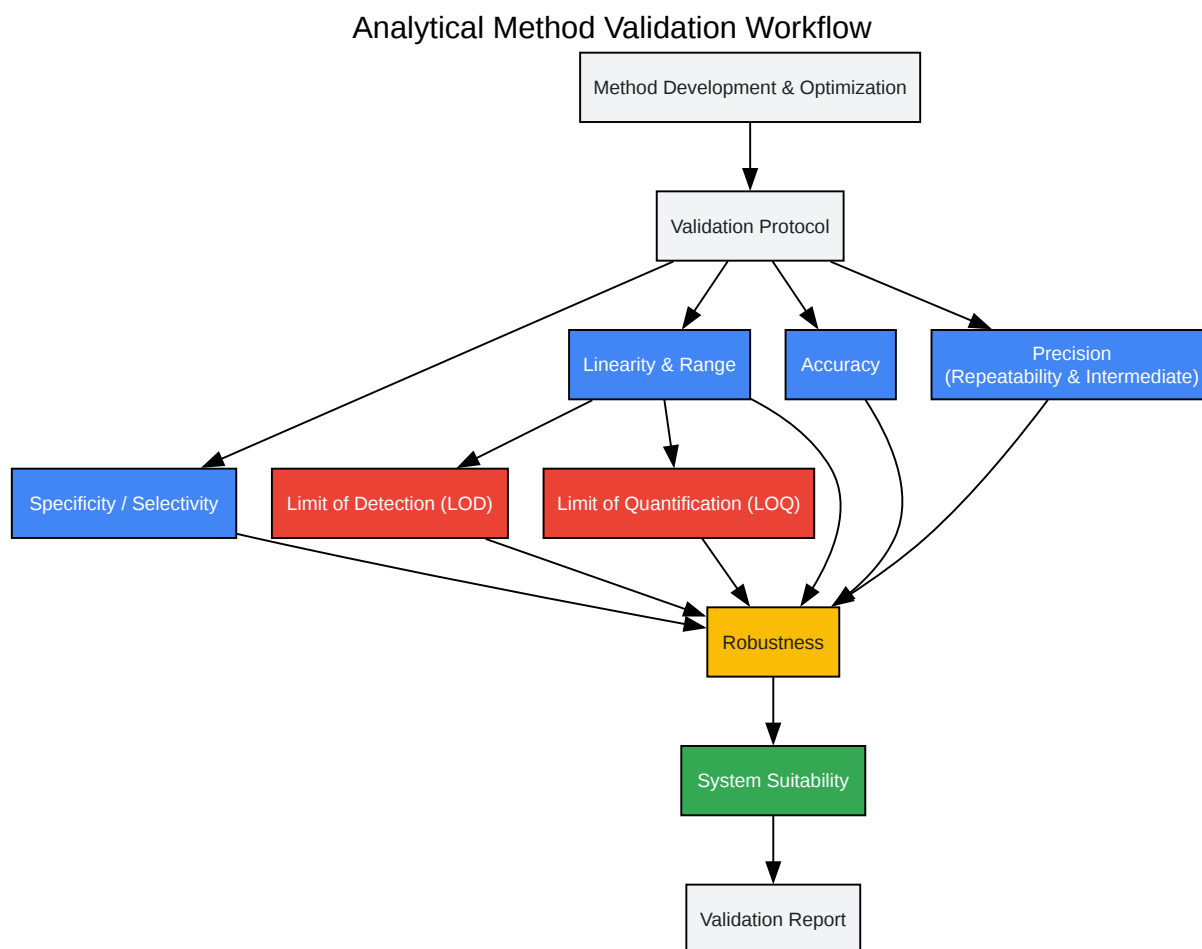 Analytical Method Validation Workflow
Method Development & Optimization
Validation Protocol
Linearity & Range
Accuracy
Precision
(Repeatability & Intermediate)
Specificity / Selectivity
Limit of Detection (LOD)
Limit of Quantification (LOQ)
Robustness
System Suitability
Validation Report